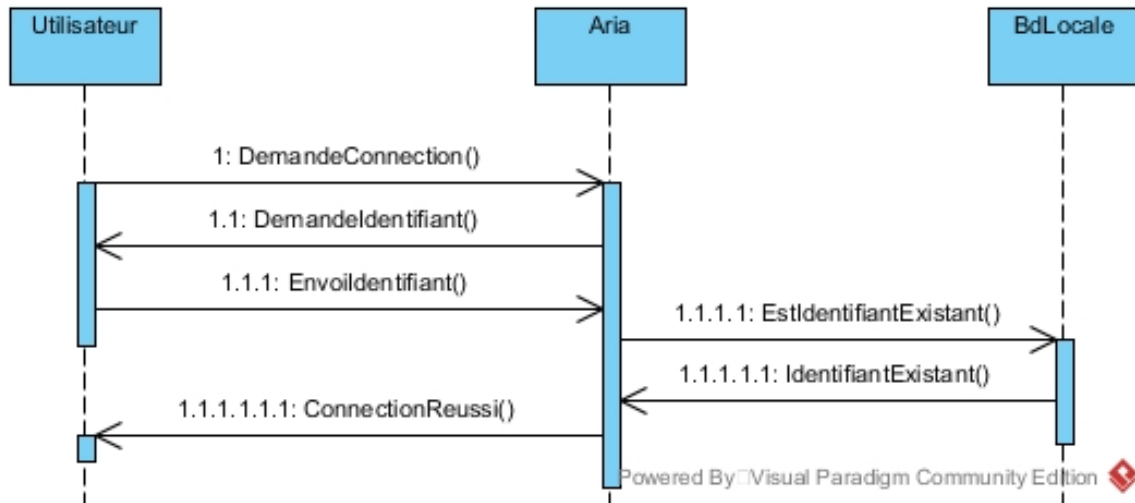 Utilisateur
Aria
BdLocale
1: DemandeConnection()
1.1: DemandeIdentifiant()
1.1.1: EnvoiIdentifiant()
1.1.1.1: EstIdentifiantExistant()
1.1.1.1.1: IdentifiantExistant()
1.1.1.1.1.1: ConnectionReussi()
Powered By Visual Paradigm Community Edition